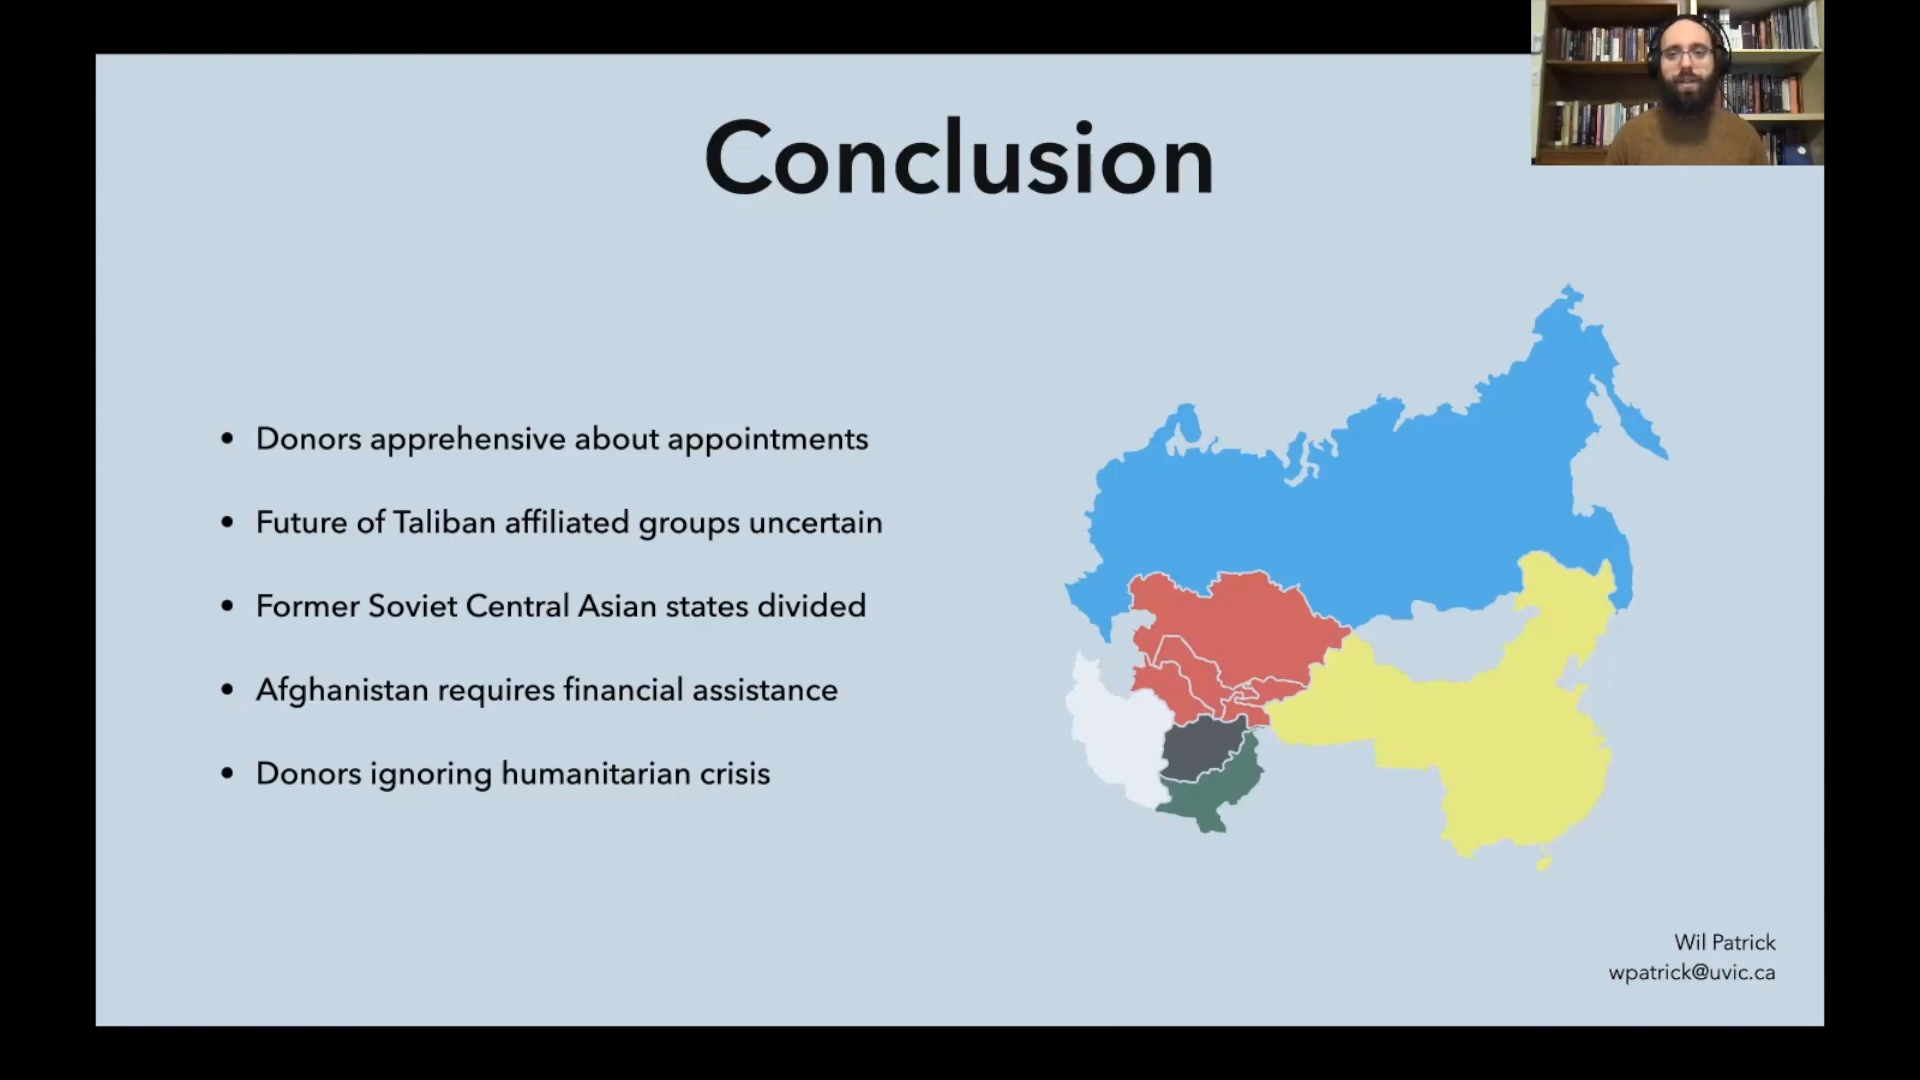 Conclusion
• Donors apprehensive about appointments
• Future of Taliban affiliated groups uncertain
• Former Soviet Central Asian states divided
• Afghanistan requires financial assistance
• Donors ignoring humanitarian crisis
Wil Patrick
wpatrick@uvic.ca